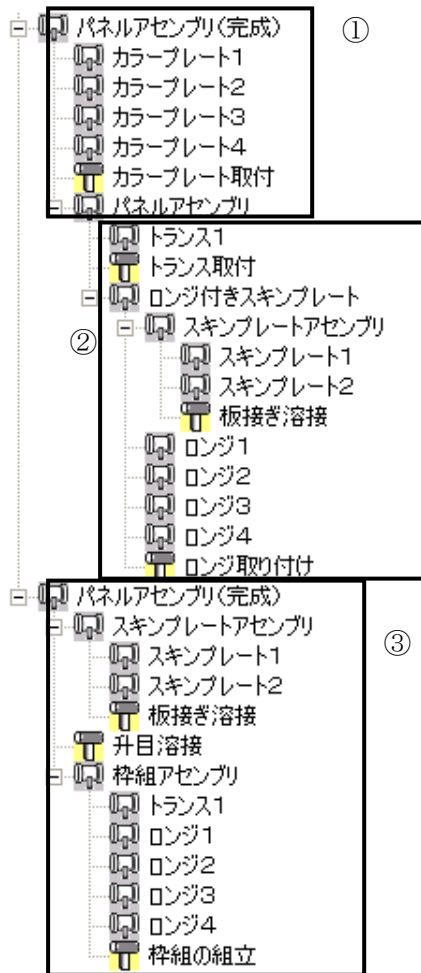 パネルアセンブリ(完成)
①
カラープレート1
カラープレート2
カラープレート3
カラープレート4
カラープレート取付
パネルアセンブリ
トランス1
トランス取付
ロンジ付きスキンプレート
スキンプレートアセンブリ
②
スキンプレート1
スキンプレート2
板接ぎ溶接
ロンジ1
ロンジ2
ロンジ3
ロンジ4
ロンジ取り付け
パネルアセンブリ(完成)
スキンプレートアセンブリ
③
スキンプレート1
スキンプレート2
板接ぎ溶接
升目溶接
枠組アセンブリ
トランス1
ロンジ1
ロンジ2
ロンジ3
ロンジ4
枠組の組立